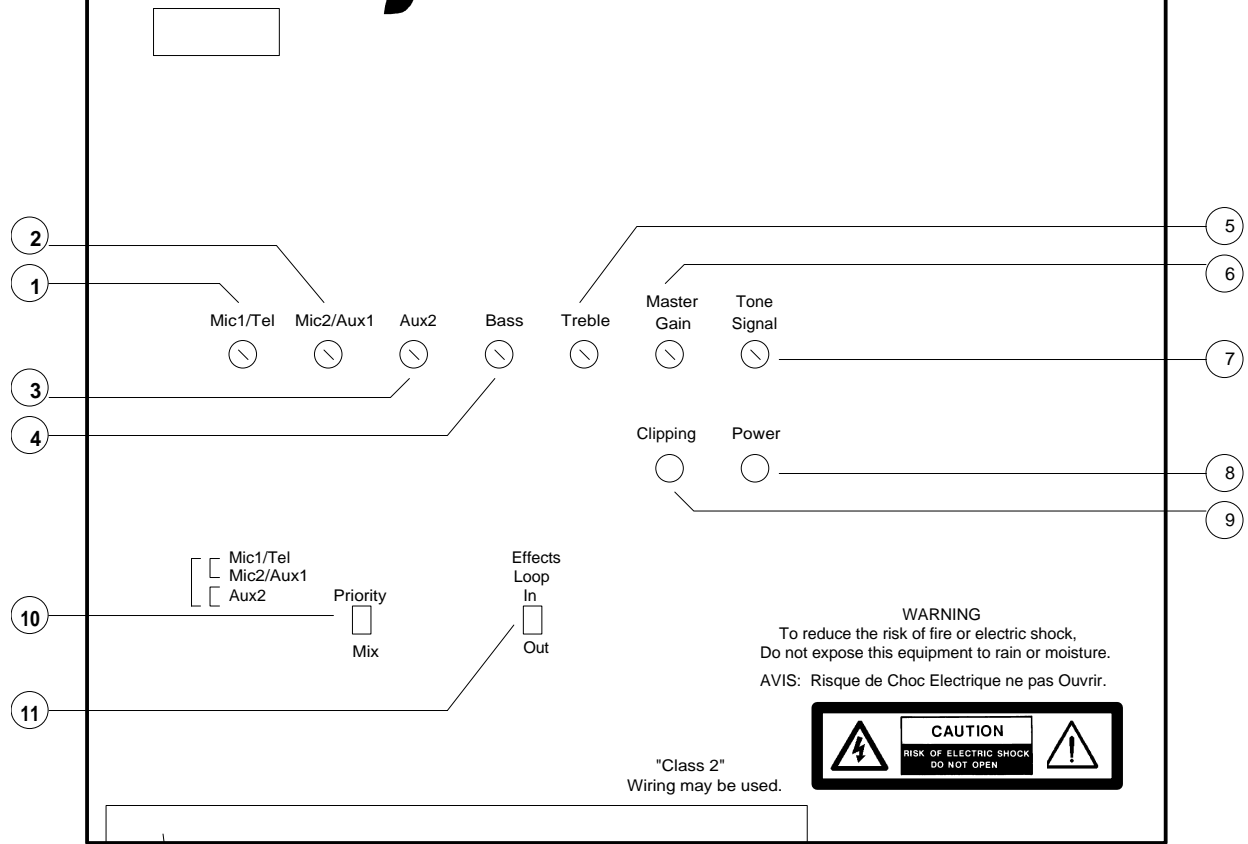 2
1
5
6
Master
Gain
Tone
Signal
Mic1/Tel
Mic2/Aux1
Aux2
Bass
Treble
7
3
4
Clipping
Power
8
9
Mic1/Tel
Mic2/Aux1
Aux2
Effects
Loop
In
Out
10
Priority
Mix
11
WARNING
To reduce the risk of fire or electric shock,
Do not expose this equipment to rain or moisture.
AVIS: Risque de Choc Electrique ne pas Ouvrir.
CAUTION
RISK OF ELECTRIC SHOCK
DO NOT OPEN
"Class 2"
Wiring may be used.